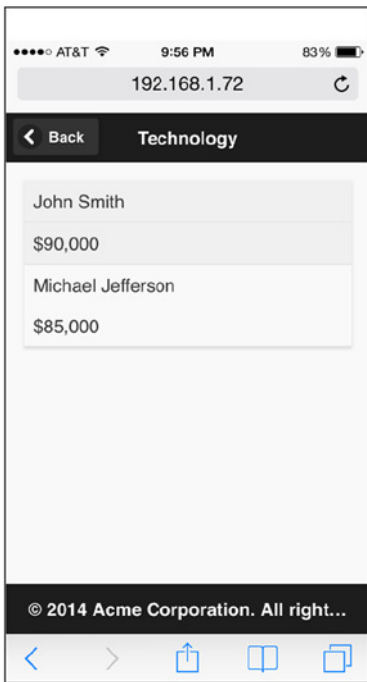 AT&T 9:56 PM 83%
192.168.1.72
Back Technology
John Smith
$90,000
Michael Jefferson
$85,000
© 2014 Acme Corporation. All right...